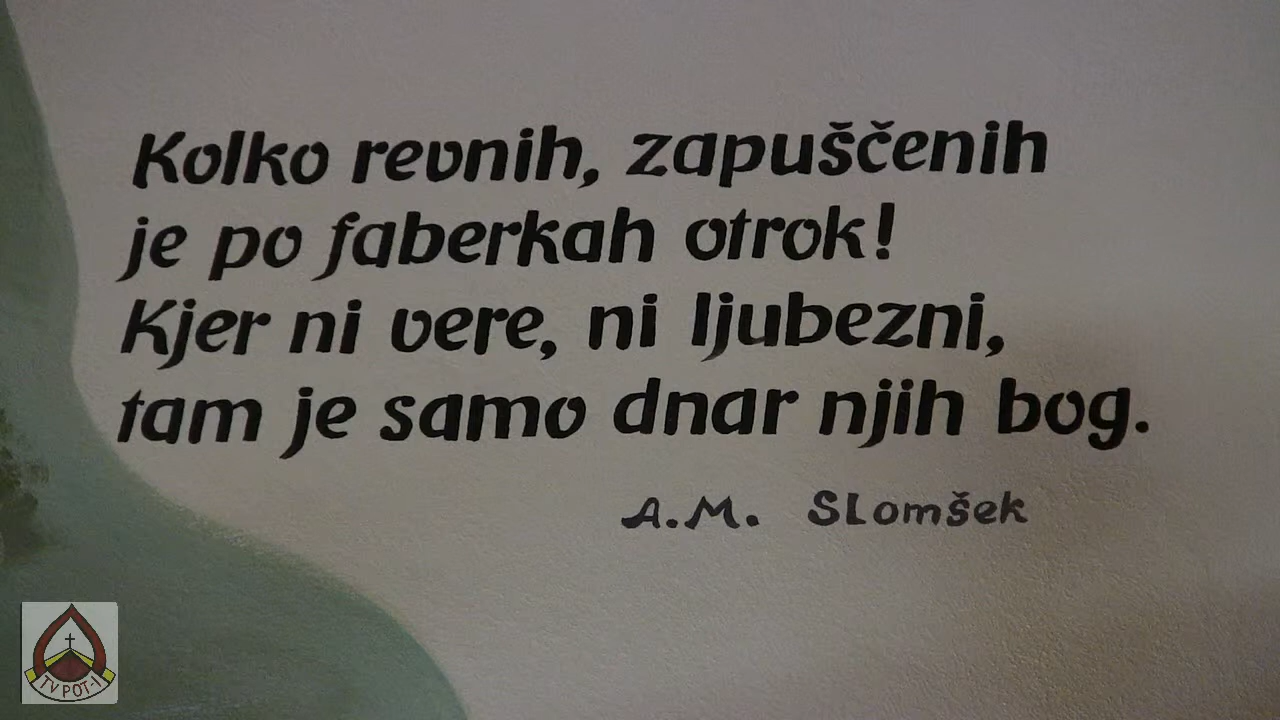 Kolko revnih, zapuščenih
je po faberkah otrok!
Kjer ni vere, ni ljubezni,
tam je samo dnar njih bog.
A.M. Slomšek
TV POT-1